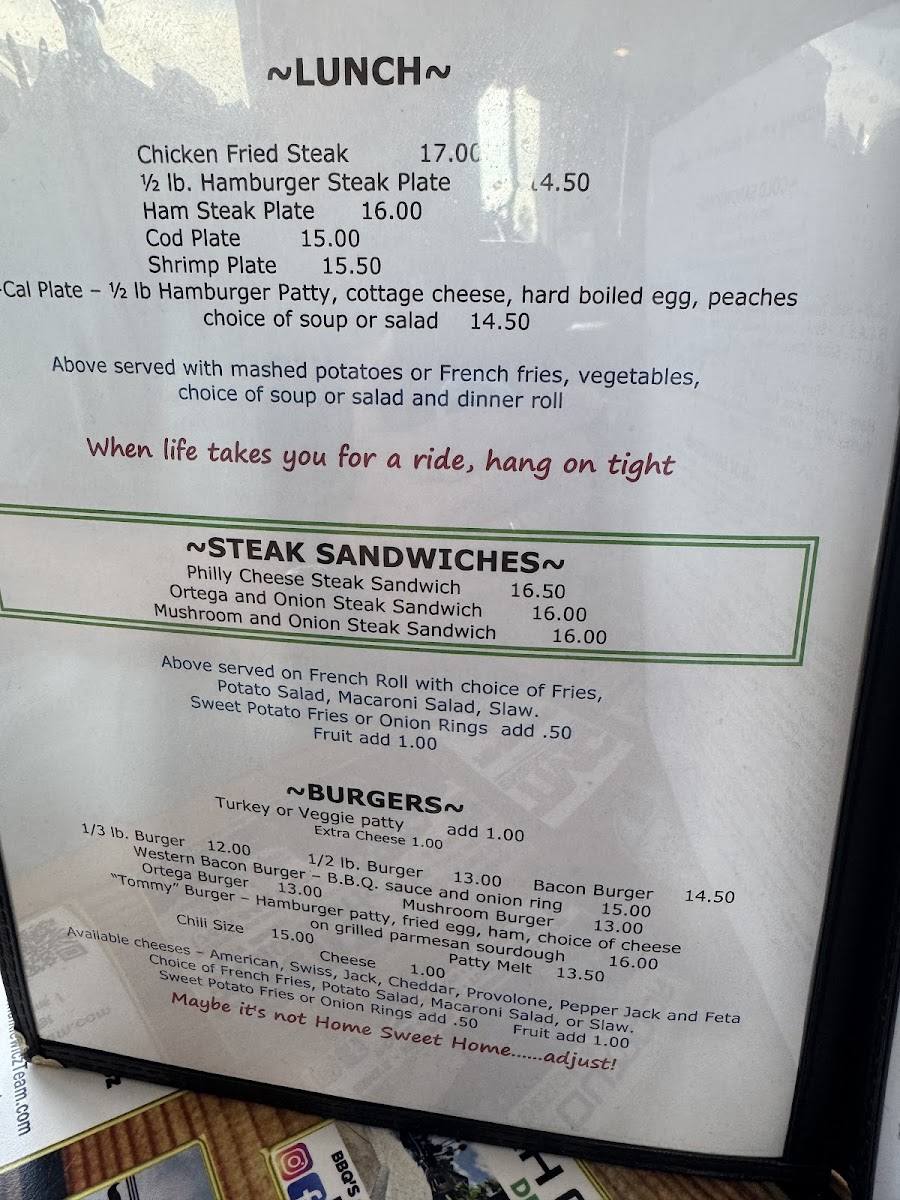 ~LUNCH~
Chicken Fried Steak 17.00
½ lb. Hamburger Steak Plate 14.50
Ham Steak Plate 16.00
Cod Plate 15.00
Shrimp Plate 15.50
-Cal Plate – ½ lb Hamburger Patty, cottage cheese, hard boiled egg, peaches
choice of soup or salad 14.50
Above served with mashed potatoes or French fries, vegetables,
choice of soup or salad and dinner roll
When life takes you for a ride, hang on tight
~STEAK SANDWICHES~
Philly Cheese Steak Sandwich 16.50
Ortega and Onion Steak Sandwich 16.00
Mushroom and Onion Steak Sandwich 16.00
Above served on French Roll with choice of Fries,
Potato Salad, Macaroni Salad, Slaw.
Sweet Potato Fries or Onion Rings add .50
Fruit add 1.00
~BURGERS~
Turkey or Veggie patty add 1.00
Extra Cheese 1.00
1/3 lb. Burger 12.00 1/2 lb. Burger 13.00 Bacon Burger 14.50
Western Bacon Burger – B.B.Q. sauce and onion ring 15.00
Ortega Burger 13.00 Mushroom Burger 13.00
"Tommy" Burger – Hamburger patty, fried egg, ham, choice of cheese
on grilled parmesan sourdough 16.00
Chili Size 15.00 Cheese 1.00 Patty Melt 13.50
Available cheeses – American, Swiss, Jack, Cheddar, Provolone, Pepper Jack and Feta
Choice of French Fries, Potato Salad, Macaroni Salad, or Slaw.
Sweet Potato Fries or Onion Rings add .50 Fruit add 1.00
Maybe it's not Home Sweet Home......adjust!
Team.com
BBQ'S